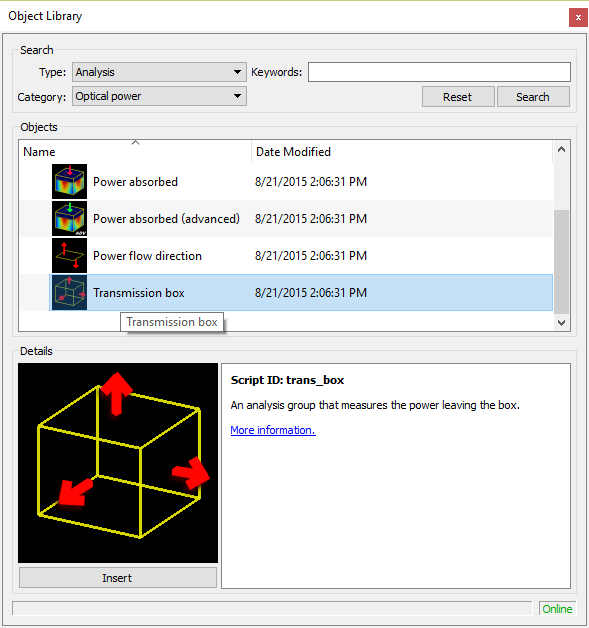 Object Library
x
Search
Type: Analysis Keywords:
Category: Optical power Reset Search
Objects
Name Date Modified
Power absorbed 8/21/2015 2:06:31 PM
ADV Power absorbed (advanced) 8/21/2015 2:06:31 PM
Power flow direction 8/21/2015 2:06:31 PM
Transmission box 8/21/2015 2:06:31 PM
Transmission box
Details
Script ID: trans_box
An analysis group that measures the power leaving the box.
More information.
Insert
Online